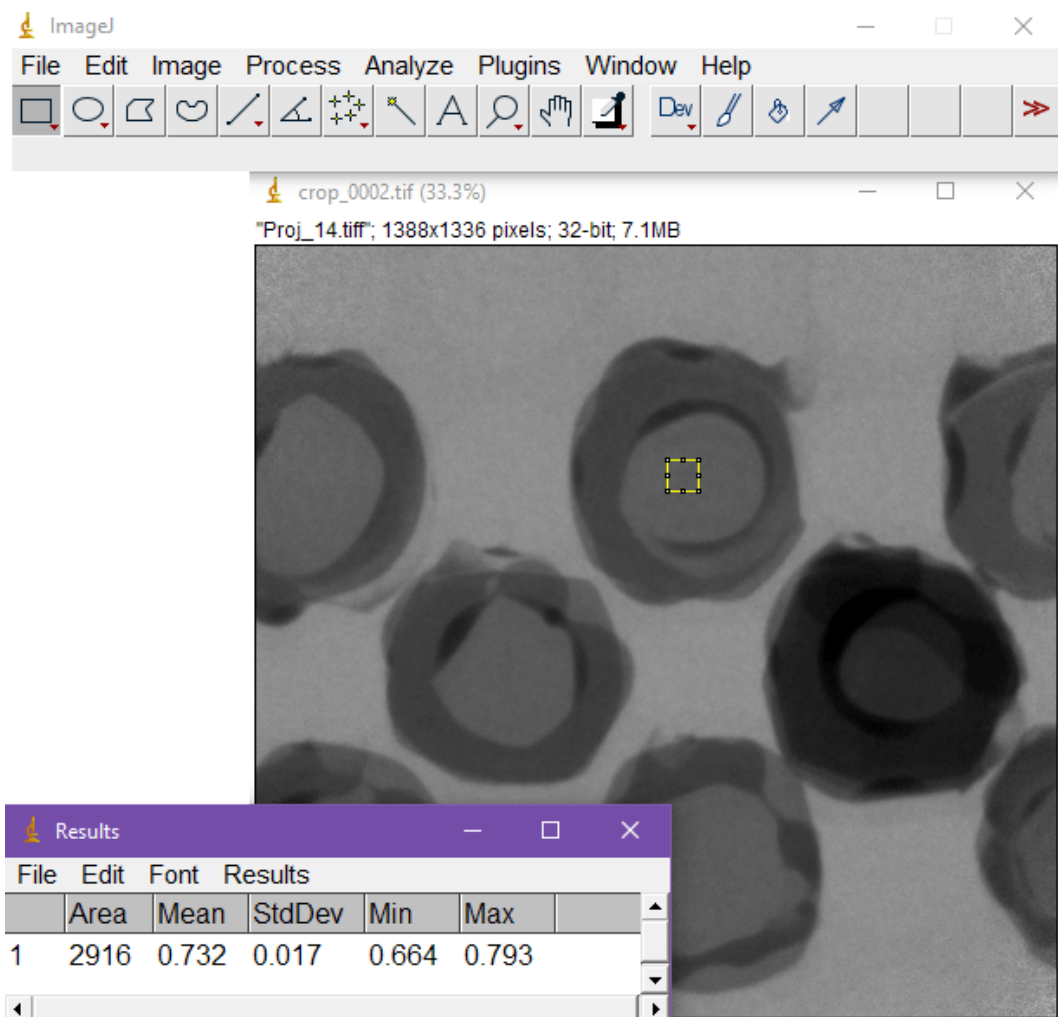 ImageJ
File Edit Image Process Analyze Plugins Window Help
A Dev >>
crop_0002.tif (33.3%)
"Proj_14.tiff"; 1388x1336 pixels; 32-bit; 7.1MB
Results
File Edit Font Results
Area Mean StdDev Min Max
1 2916 0.732 0.017 0.664 0.793